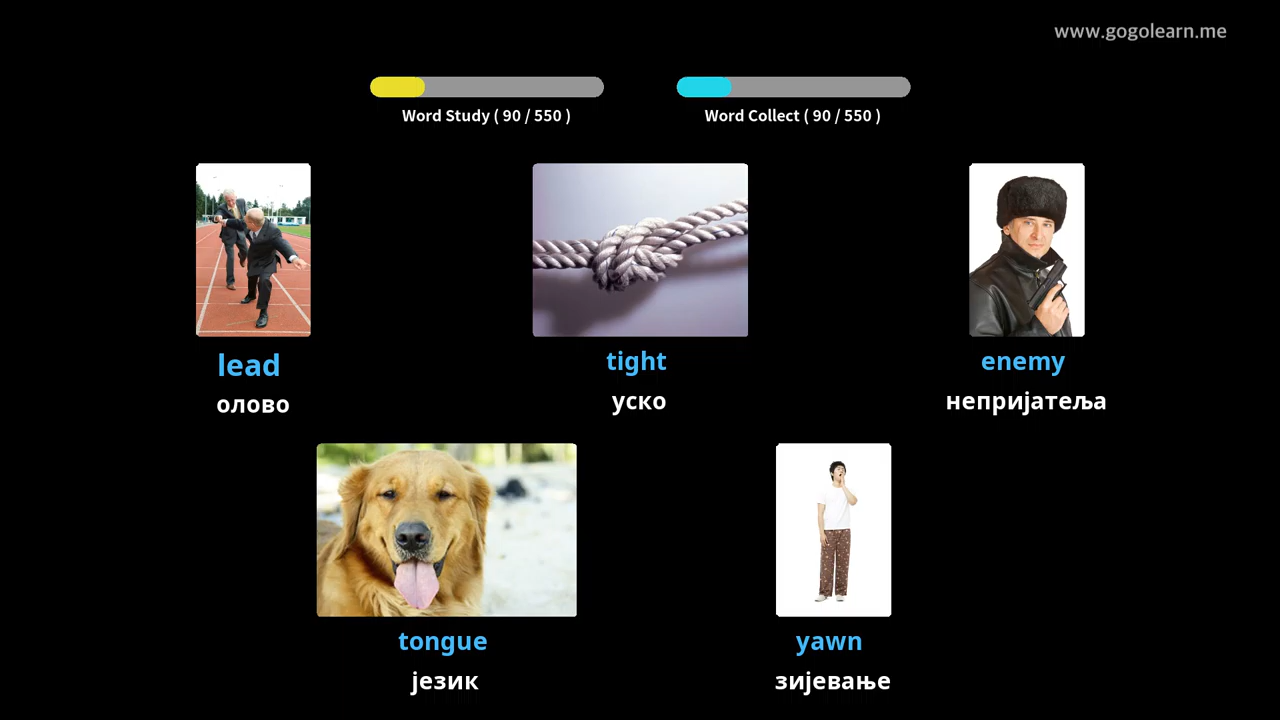 www.gogolearn.me
Word Study ( 90 / 550 )
Word Collect ( 90 / 550 )
lead
олово
tight
уско
enemy
непријатеља
tongue
језик
yawn
зијевање